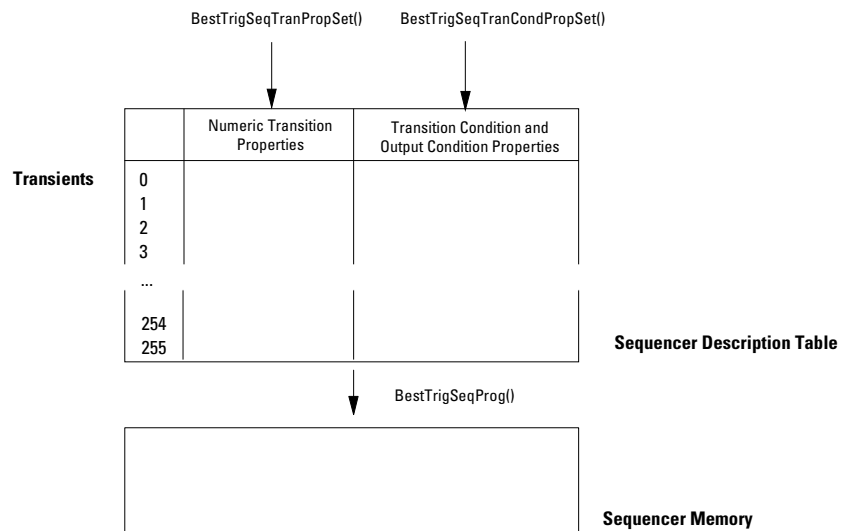 BestTrigSeqTranPropSet() BestTrigSeqTranCondPropSet()
Numeric Transition
Properties
Transition Condition and
Output Condition Properties
Transients
0
1
2
3
...
254
255
Sequencer Description Table
BestTrigSeqProg()
Sequencer Memory